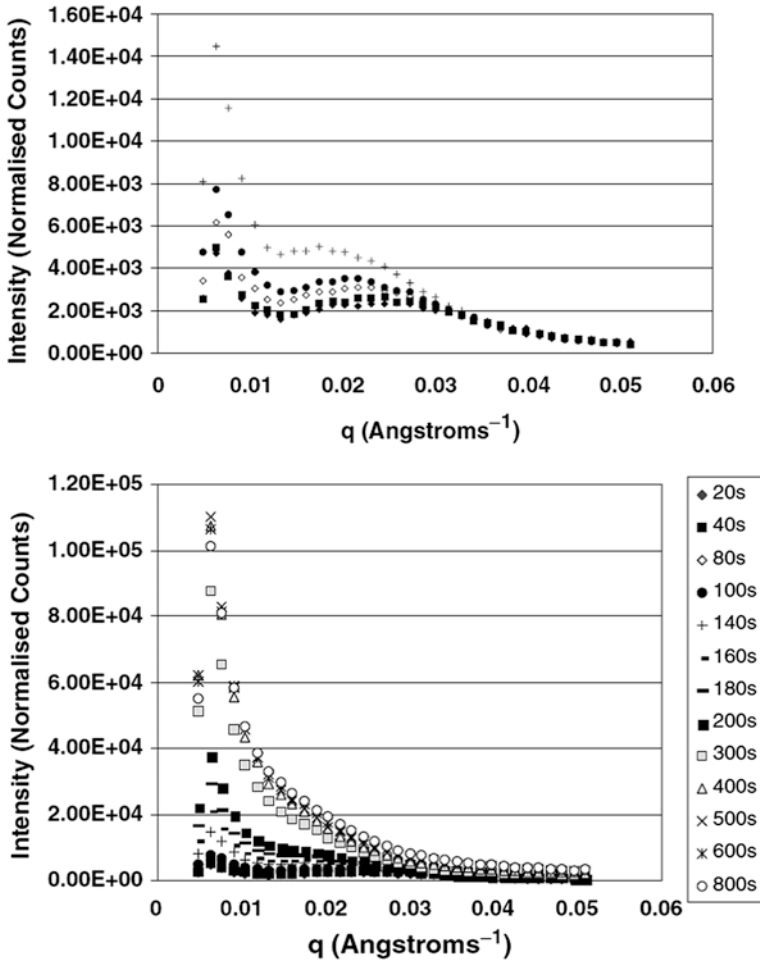 1.60E+04
1.40E+04
1.20E+04
1.00E+04
8.00E+03
6.00E+03
4.00E+03
2.00E+03
0.00E+00
Intensity (Normalised Counts)
0 0.01 0.02 0.03 0.04 0.05 0.06
q (Angstroms⁻¹)
1.20E+05
1.00E+05
8.00E+04
6.00E+04
4.00E+04
2.00E+04
0.00E+00
Intensity (Normalised Counts)
0 0.01 0.02 0.03 0.04 0.05 0.06
q (Angstroms⁻¹)
20s
40s
80s
100s
140s
160s
180s
200s
300s
400s
500s
600s
800s